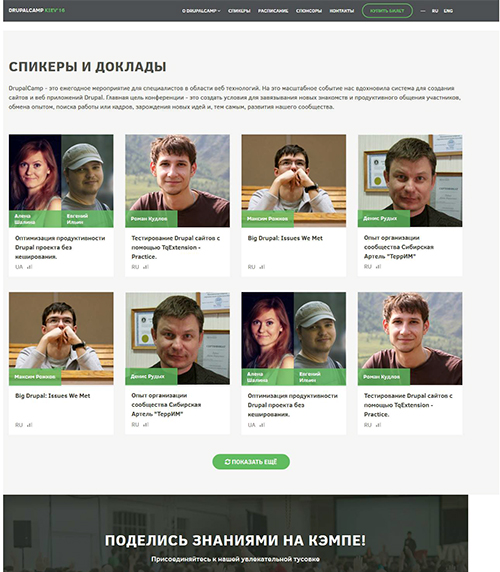 DRUPALCAMP KIEV'18
О DRUPALCAMP СПИКЕРЫ РАСПИСАНИЕ СПОНСОРЫ КОНТАКТЫ КУПИТЬ БИЛЕТ RU ENG
СПИКЕРЫ И ДОКЛАДЫ
DrupalCamp - это ежегодное мероприятие для специалистов в области веб технологий. На это масштабное событие нас вдохновила система для создания
сайтов и веб приложений Drupal. Главная цель конференции - это создать условия для завязывания новых знакомств и продуктивного общения участников,
обмена опытом, поиска работы или кадров, зарождения новых идей и, тем самым, развития нашего сообщества.
Алена Шалина
Евгений Илшин
Оптимизация продуктивности
Drupal проекта без
кеширования.
UA
Роман Кудлов
Тестирование Drupal сайтов с
помощью TqExtension -
Practice.
RU
Максим Рожков
Big Drupal: Issues We Met
RU
Денис Рудых
Опыт организации
сообщества Сибирская
Артель "ТеррИМ"
RU
Максим Рожков
Big Drupal: Issues We Met
RU
Денис Рудых
Опыт организации
сообщества Сибирская
Артель "ТеррИМ"
RU
Алена Шалина
Евгений Илшин
Оптимизация продуктивности
Drupal проекта без
кеширования.
UA
Роман Кудлов
Тестирование Drupal сайтов с
помощью TqExtension -
Practice.
RU
ПОКАЗАТЬ ЕЩЁ
ПОДЕЛИСЬ ЗНАНИЯМИ НА КЭМПЕ!
Присоединяйтесь к нашей увлекательной тусовке